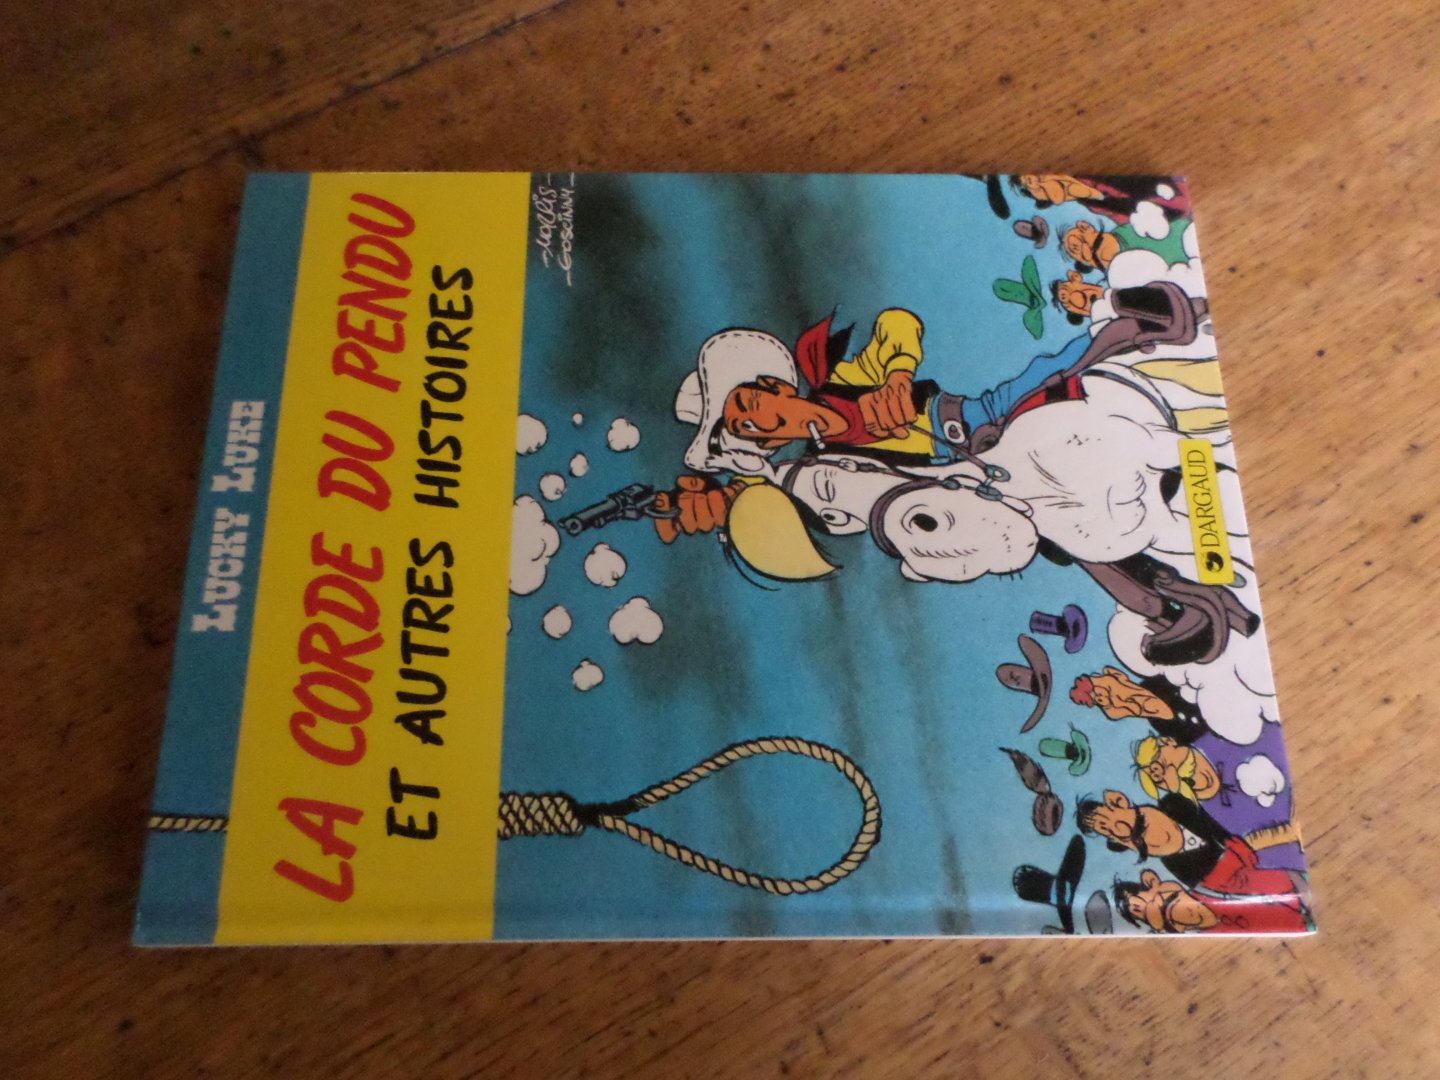 LUCKY LUKE
LA CORDE DU PENDU
ET AUTRES HISTOIRES
MORRIS
GOSCINNY
DARGAUD